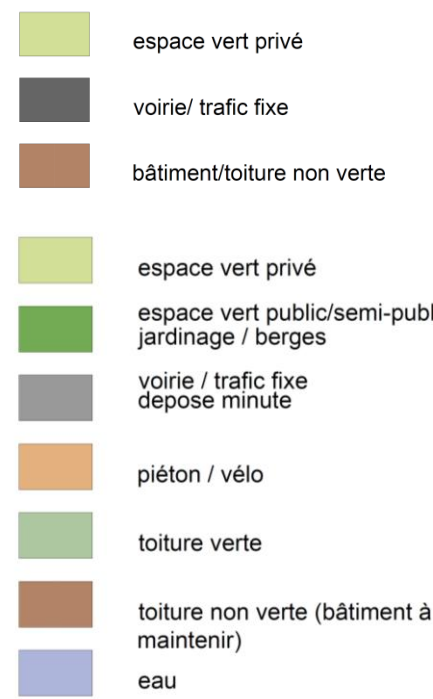 espace vert privé
voirie/ trafic fixe
bâtiment/toiture non verte
espace vert privé
espace vert public/semi-publ
jardinage / berges
voirie / trafic fixe
depose minute
piéton / vélo
toiture verte
toiture non verte (bâtiment à
maintenir)
eau